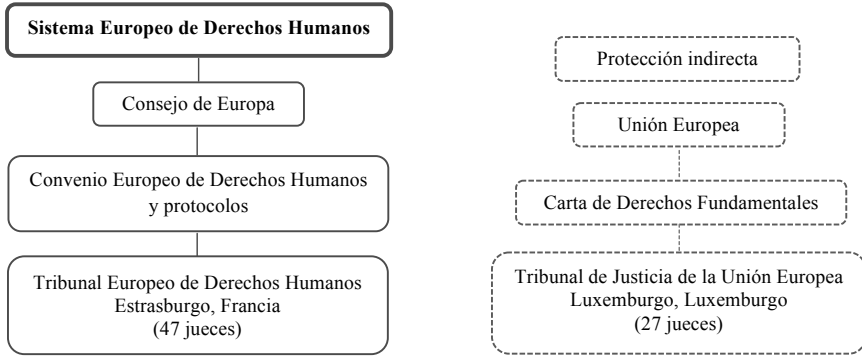 Sistema Europeo de Derechos Humanos
Consejo de Europa
Convenio Europeo de Derechos Humanos
y protocolos
Tribunal Europeo de Derechos Humanos
Estrasburgo, Francia
(47 jueces)
Protección indirecta
Unión Europea
Carta de Derechos Fundamentales
Tribunal de Justicia de la Unión Europea
Luxemburgo, Luxemburgo
(27 jueces)